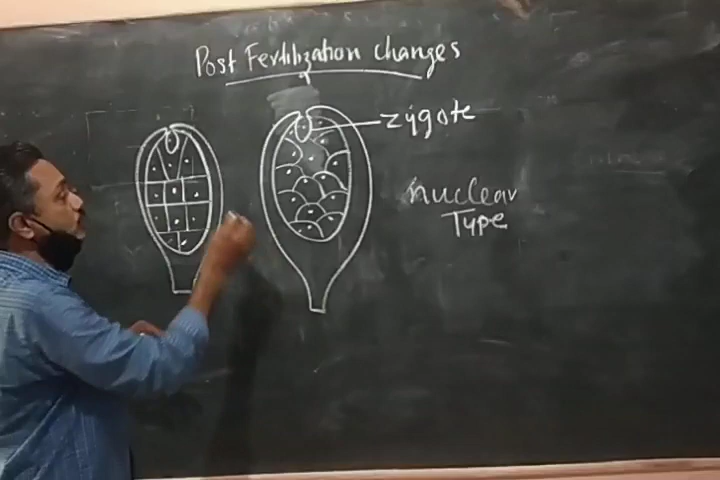 Post Fertilization changes
zygote
nuclear
Type